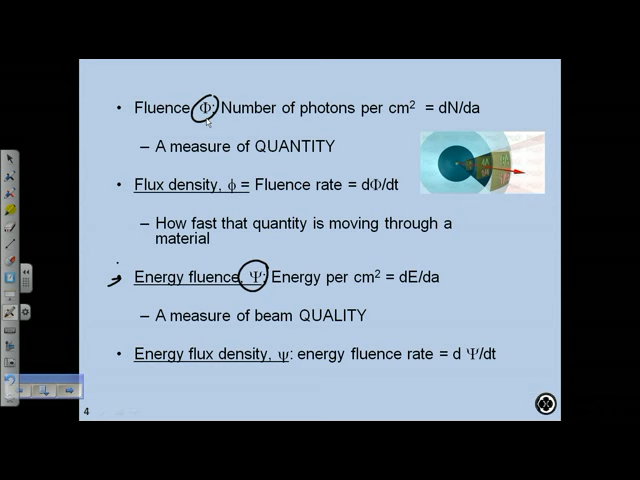 • Fluence, Φ: Number of photons per cm² = dN/da
– A measure of QUANTITY
• Flux density, ϕ = Fluence rate = dΦ/dt
– How fast that quantity is moving through a
material
• Energy fluence, Ψ: Energy per cm² = dE/da
– A measure of beam QUALITY
• Energy flux density, ψ: energy fluence rate = d Ψ/dt
4